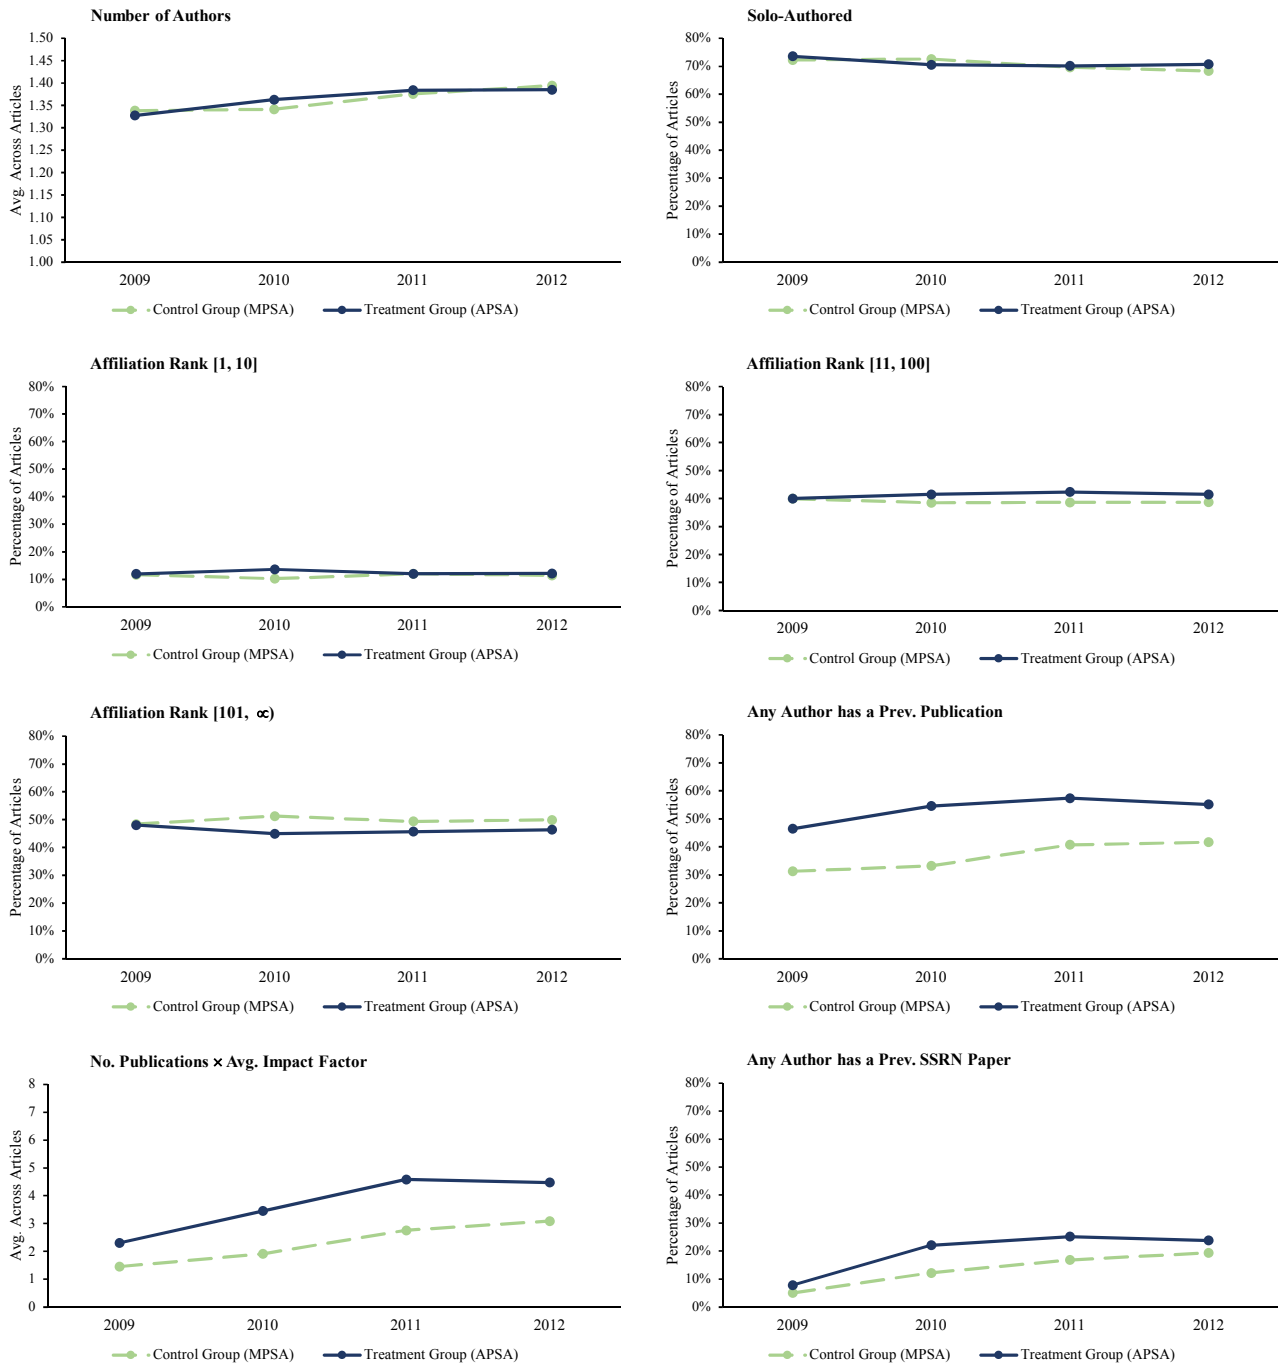 Number of Authors
1.50
1.45
1.40
1.35
1.30
1.25
1.20
1.15
1.10
1.05
1.00
Avg. Across Articles
2009 2010 2011 2012
Control Group (MPSA) Treatment Group (APSA)
Solo-Authored
80%
70%
60%
50%
40%
30%
20%
10%
0%
Percentage of Articles
2009 2010 2011 2012
Control Group (MPSA) Treatment Group (APSA)
Affiliation Rank [1, 10]
80%
70%
60%
50%
40%
30%
20%
10%
0%
Percentage of Articles
2009 2010 2011 2012
Control Group (MPSA) Treatment Group (APSA)
Affiliation Rank [11, 100]
80%
70%
60%
50%
40%
30%
20%
10%
0%
Percentage of Articles
2009 2010 2011 2012
Control Group (MPSA) Treatment Group (APSA)
Affiliation Rank [101, ∝)
80%
70%
60%
50%
40%
30%
20%
10%
0%
Percentage of Articles
2009 2010 2011 2012
Control Group (MPSA) Treatment Group (APSA)
Any Author has a Prev. Publication
80%
70%
60%
50%
40%
30%
20%
10%
0%
Percentage of Articles
2009 2010 2011 2012
Control Group (MPSA) Treatment Group (APSA)
No. Publications × Avg. Impact Factor
8
7
6
5
4
3
2
1
0
Avg. Across Articles
2009 2010 2011 2012
Control Group (MPSA) Treatment Group (APSA)
Any Author has a Prev. SSRN Paper
80%
70%
60%
50%
40%
30%
20%
10%
0%
Percentage of Articles
2009 2010 2011 2012
Control Group (MPSA) Treatment Group (APSA)